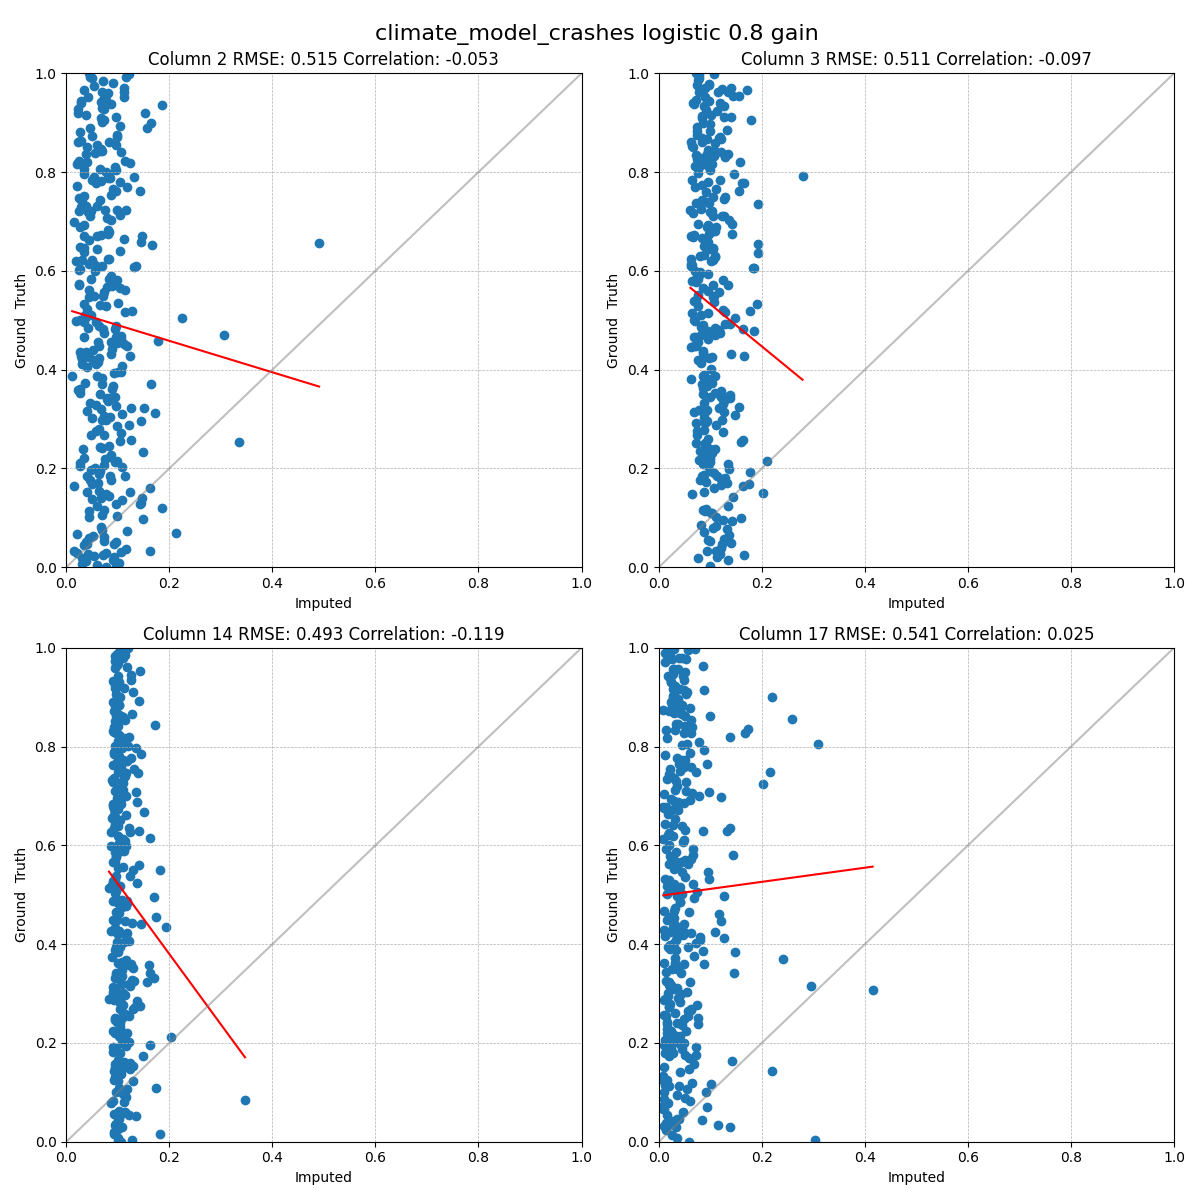 climate_model_crashes logistic 0.8 gain
Column 2 RMSE: 0.515 Correlation: -0.053
Column 3 RMSE: 0.511 Correlation: -0.097
1.0
0.8
0.6
0.4
0.2
0.0
Ground Truth
0.0 0.2 0.4 0.6 0.8 1.0
Imputed
1.0
0.8
0.6
0.4
0.2
0.0
Ground Truth
0.0 0.2 0.4 0.6 0.8 1.0
Imputed
Column 14 RMSE: 0.493 Correlation: -0.119
Column 17 RMSE: 0.541 Correlation: 0.025
1.0
0.8
0.6
0.4
0.2
0.0
Ground Truth
0.0 0.2 0.4 0.6 0.8 1.0
Imputed
1.0
0.8
0.6
0.4
0.2
0.0
Ground Truth
0.0 0.2 0.4 0.6 0.8 1.0
Imputed